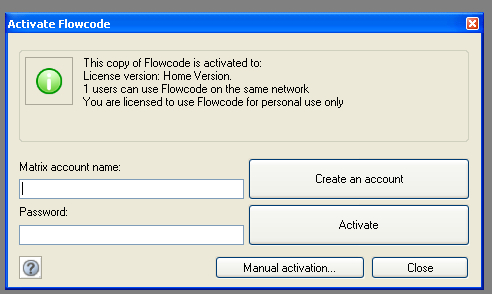 Activate Flowcode
This copy of Flowcode is activated to:
License version: Home Version.
1 users can use Flowcode on the same network
You are licensed to use Flowcode for personal use only
Matrix account name:
Create an account
Password:
Activate
?
Manual activation...
Close